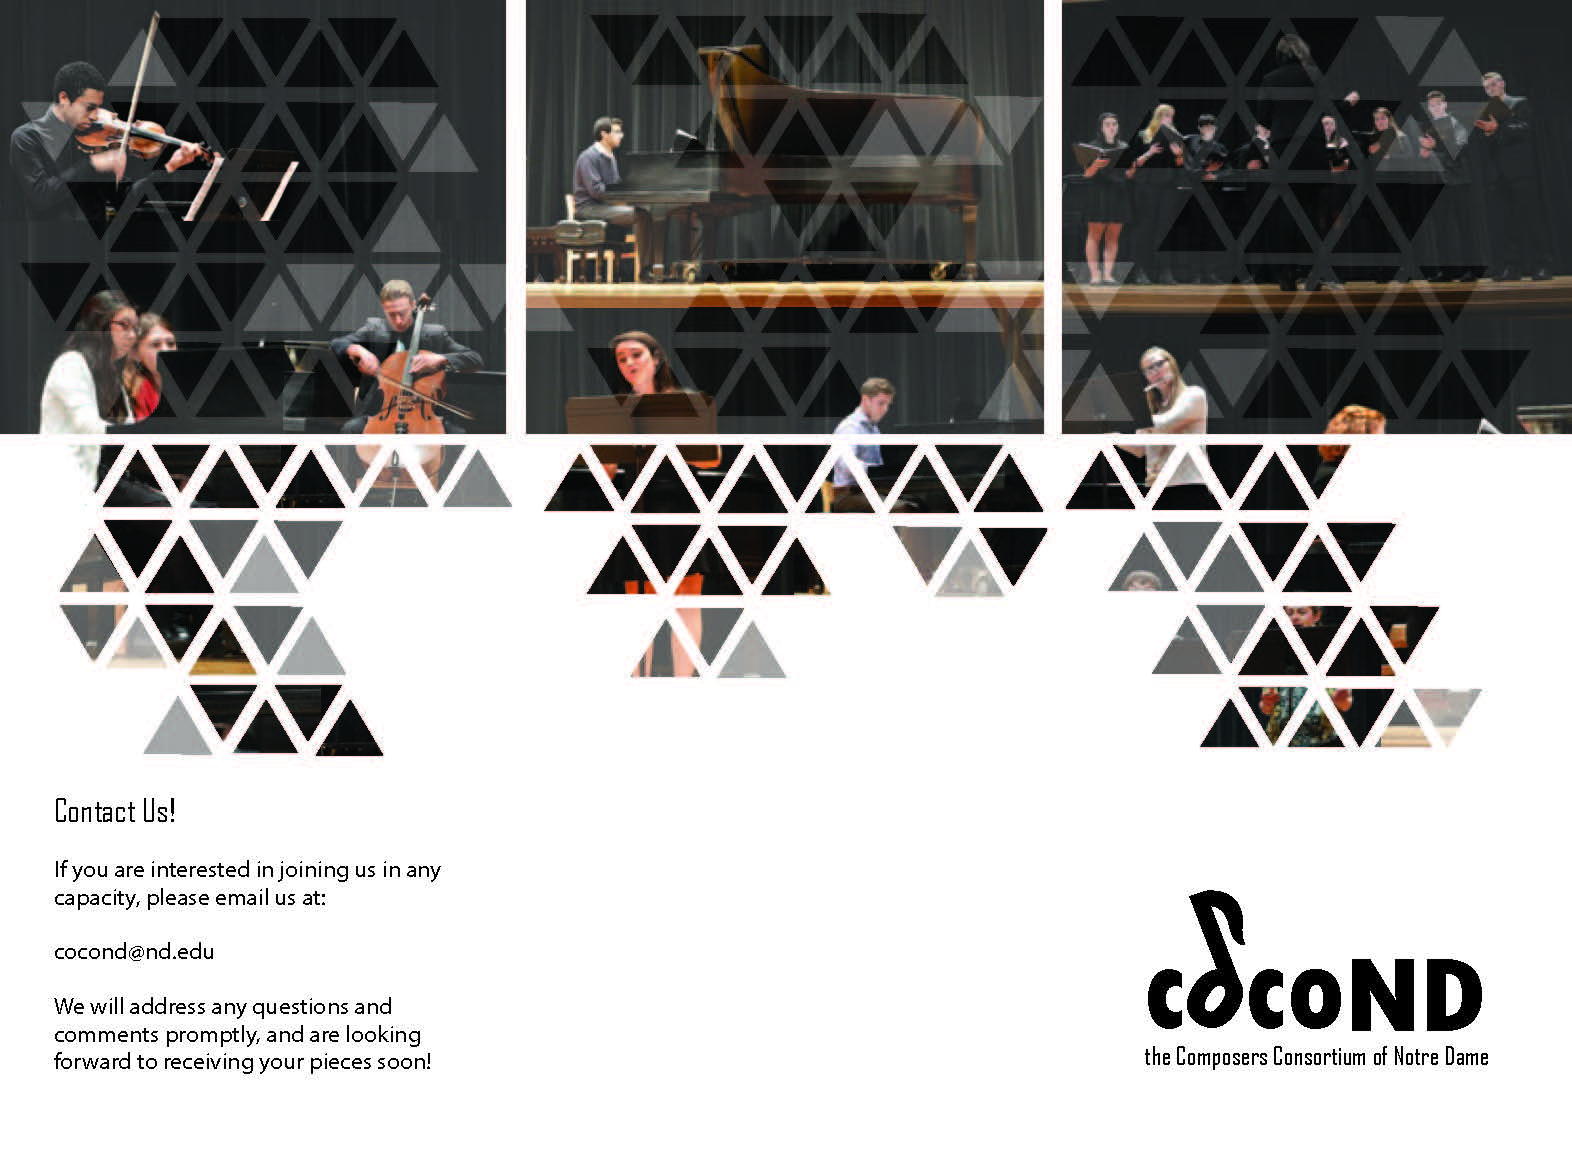 Contact Us!
If you are interested in joining us in any
capacity, please email us at:
cocond@nd.edu
We will address any questions and
comments promptly, and are looking
forward to receiving your pieces soon!
cocoND
the Composers Consortium of Notre Dame